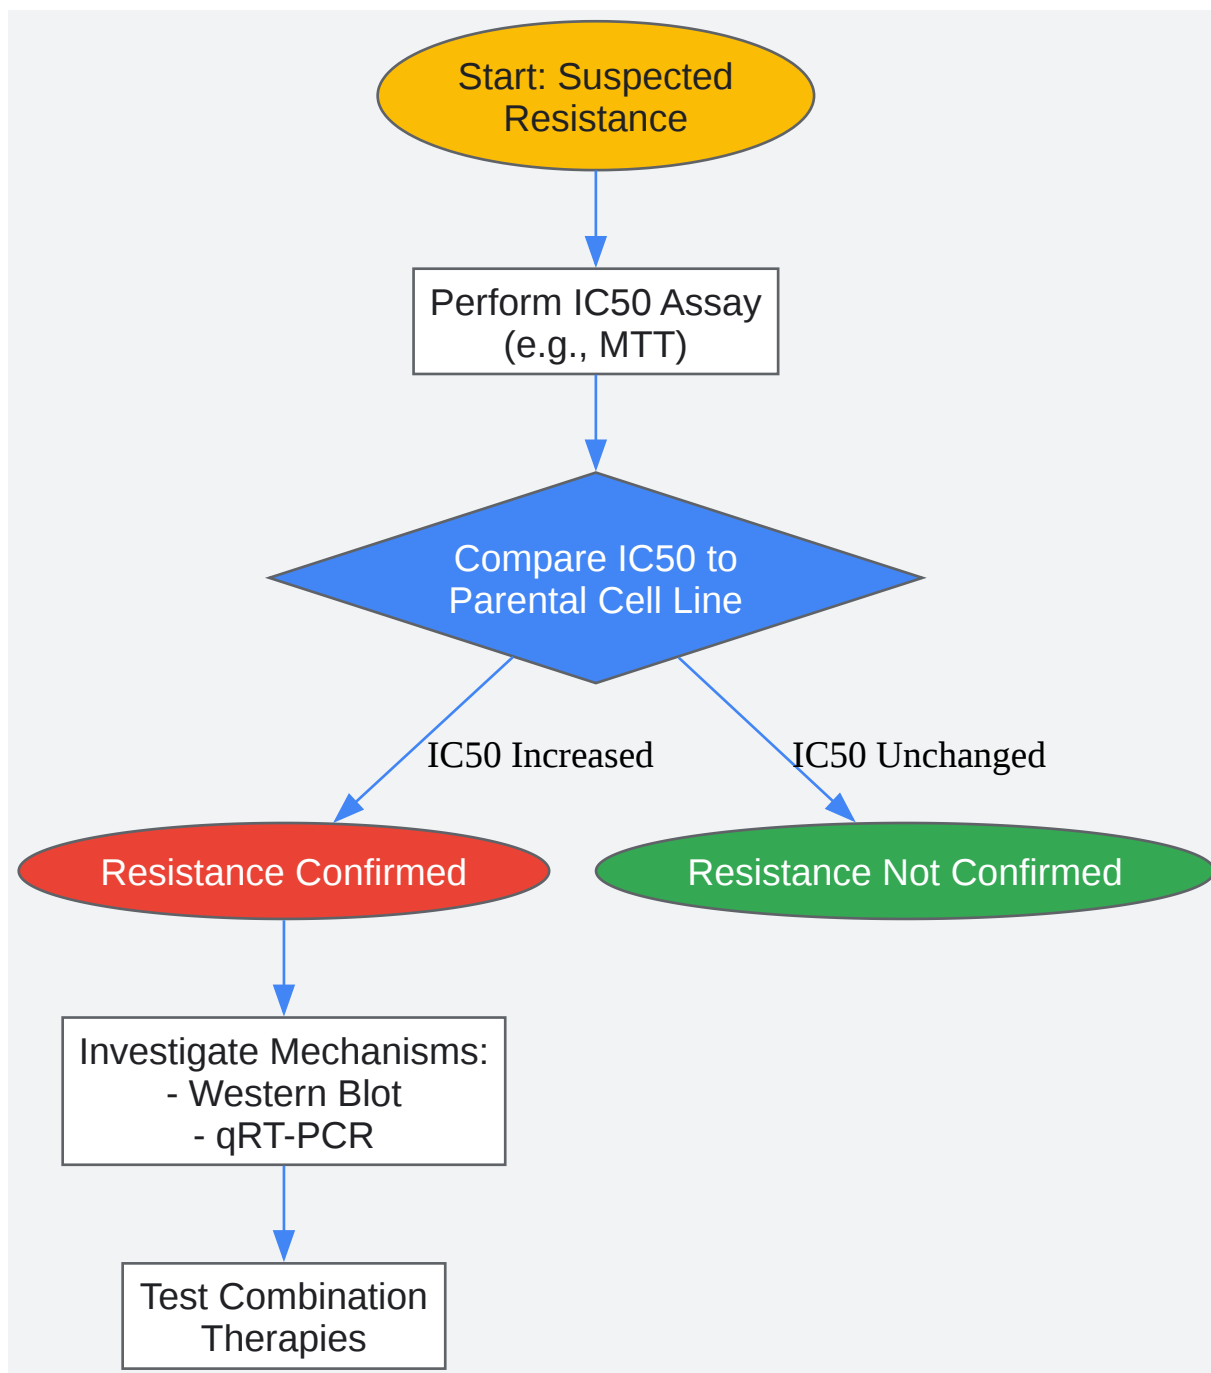 Start: Suspected
Resistance
Perform IC50 Assay
(e.g., MTT)
Compare IC50 to
Parental Cell Line
IC50 Increased
IC50 Unchanged
Resistance Confirmed
Resistance Not Confirmed
Investigate Mechanisms:
- Western Blot
- qRT-PCR
Test Combination
Therapies